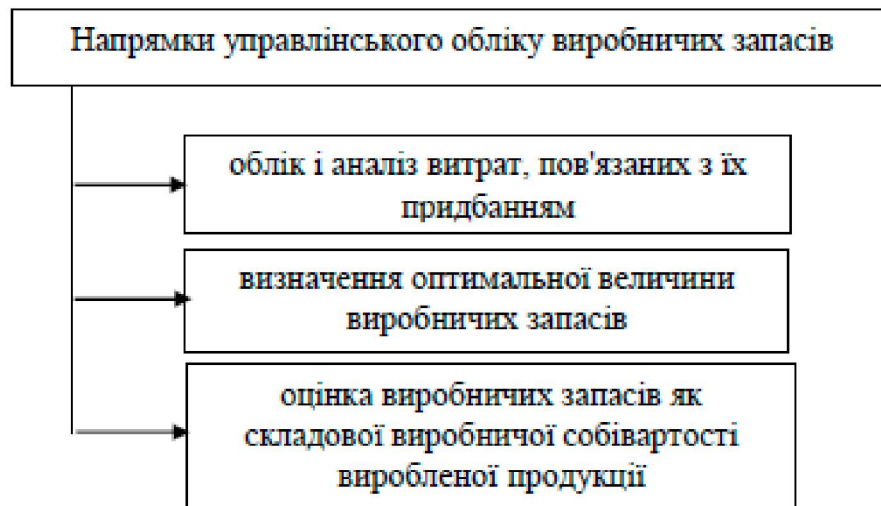 Напрямки управлінського обліку виробничих запасів
облік і аналіз витрат, пов'язаних з їх
придбанням
визначення оптимальної величини
виробничих запасів
оцінка виробничих запасів як
складової виробничої собівартості
виробленої продукції